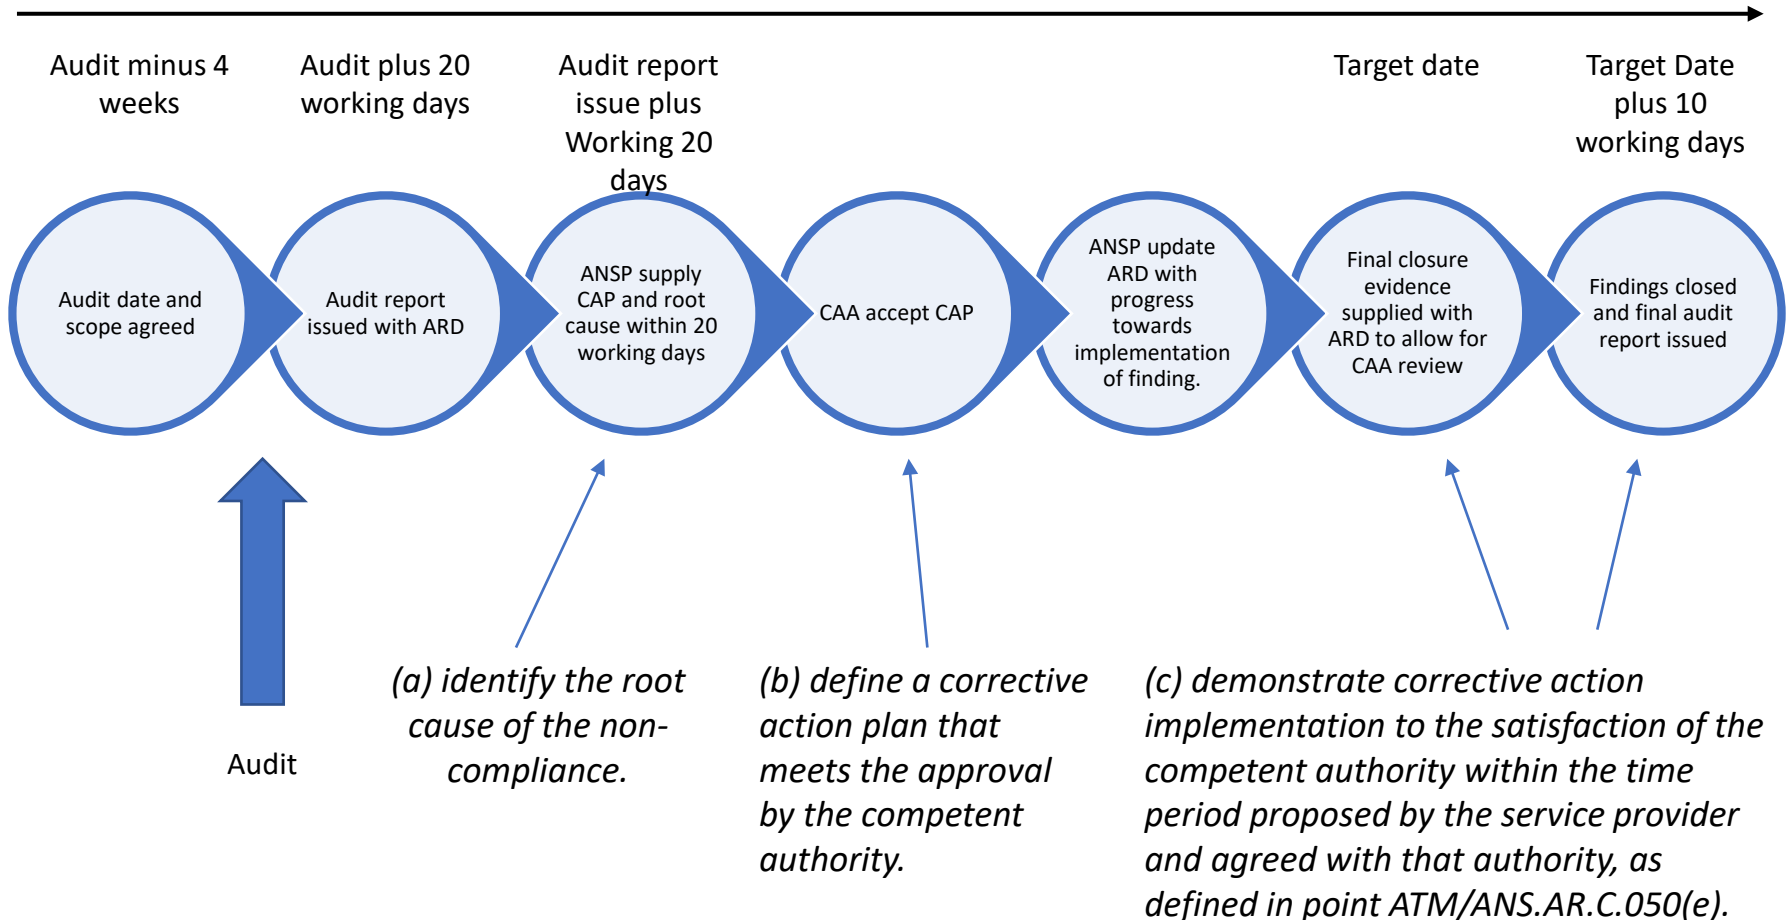 Audit minus 4
weeks
Audit plus 20
working days
Audit report
issue plus
Working 20
days
Target date
Target Date
plus 10
working days
Audit date and
scope agreed
Audit report
issued with ARD
ANSP supply
CAP and root
cause within 20
working days
CAA accept CAP
ANSP update
ARD with
progress
towards
implementation
of finding.
Final closure
evidence
supplied with
ARD to allow for
CAA review
Findings closed
and final audit
report issued
Audit
(a) identify the root
cause of the non-
compliance.
(b) define a corrective
action plan that
meets the approval
by the competent
authority.
(c) demonstrate corrective action
implementation to the satisfaction of the
competent authority within the time
period proposed by the service provider
and agreed with that authority, as
defined in point ATM/ANS.AR.C.050(e).